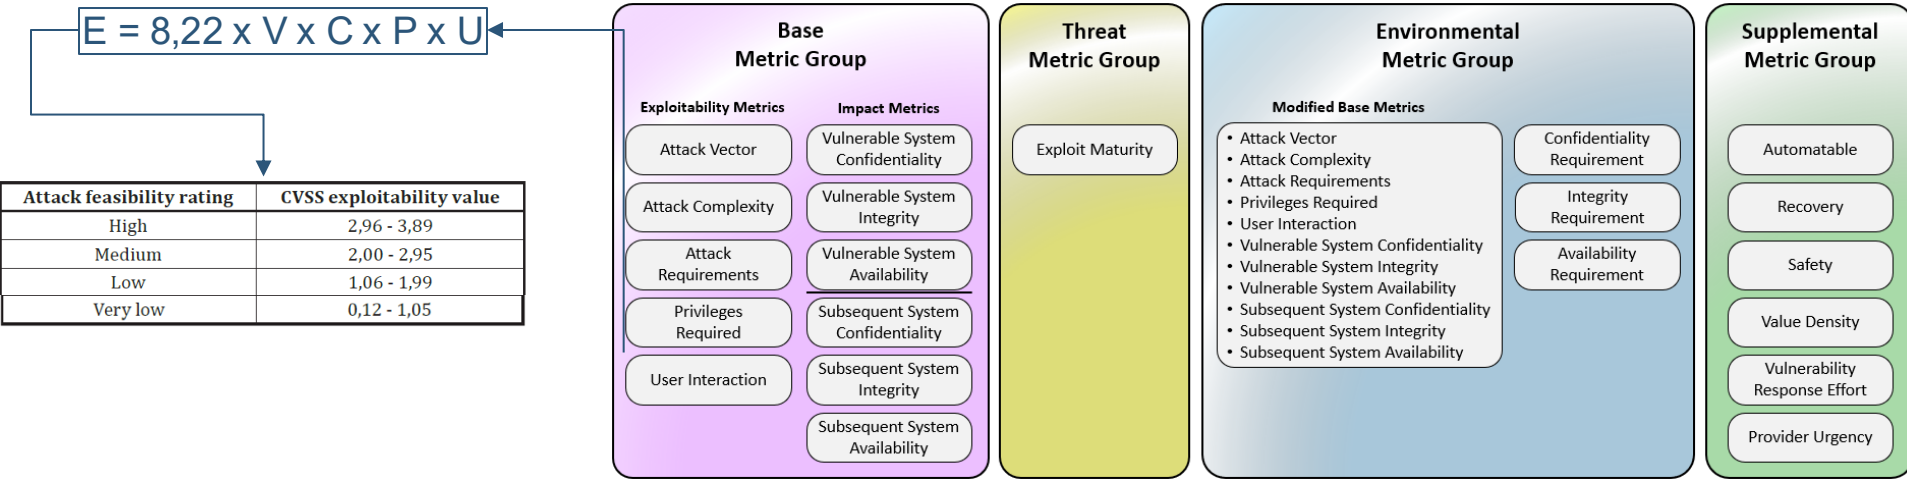 E = 8,22 x V x C x P x U
Attack feasibility rating CVSS exploitability value
High 2,96 - 3,89
Medium 2,00 - 2,95
Low 1,06 - 1,99
Very low 0,12 - 1,05
Base
Metric Group
Exploitability Metrics
Attack Vector
Attack Complexity
Attack
Requirements
Privileges
Required
User Interaction
Impact Metrics
Vulnerable System
Confidentiality
Vulnerable System
Integrity
Vulnerable System
Availability
Subsequent System
Confidentiality
Subsequent System
Integrity
Subsequent System
Availability
Threat
Metric Group
Exploit Maturity
Environmental
Metric Group
Modified Base Metrics
• Attack Vector
• Attack Complexity
• Attack Requirements
• Privileges Required
• User Interaction
• Vulnerable System Confidentiality
• Vulnerable System Integrity
• Vulnerable System Availability
• Subsequent System Confidentiality
• Subsequent System Integrity
• Subsequent System Availability
Confidentiality
Requirement
Integrity
Requirement
Availability
Requirement
Supplemental
Metric Group
Automatable
Recovery
Safety
Value Density
Vulnerability
Response Effort
Provider Urgency